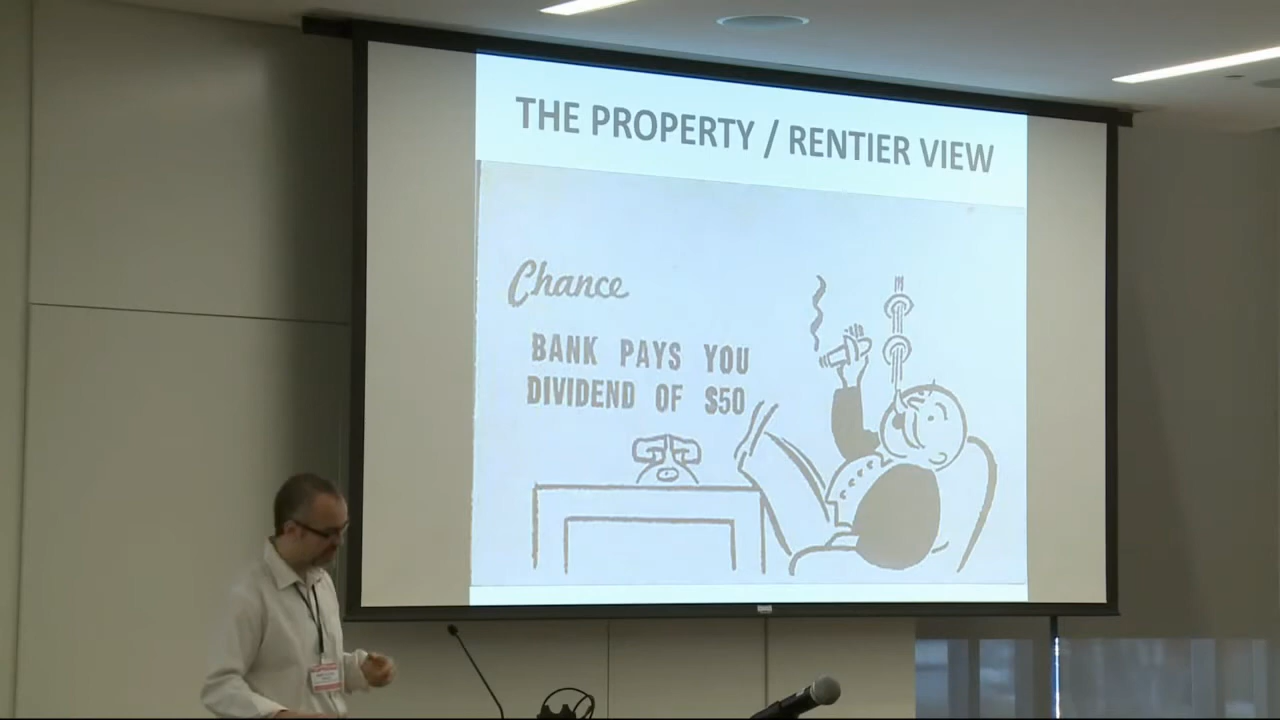 THE PROPERTY / RENTIER VIEW
Chance
BANK PAYS YOU
DIVIDEND OF $50